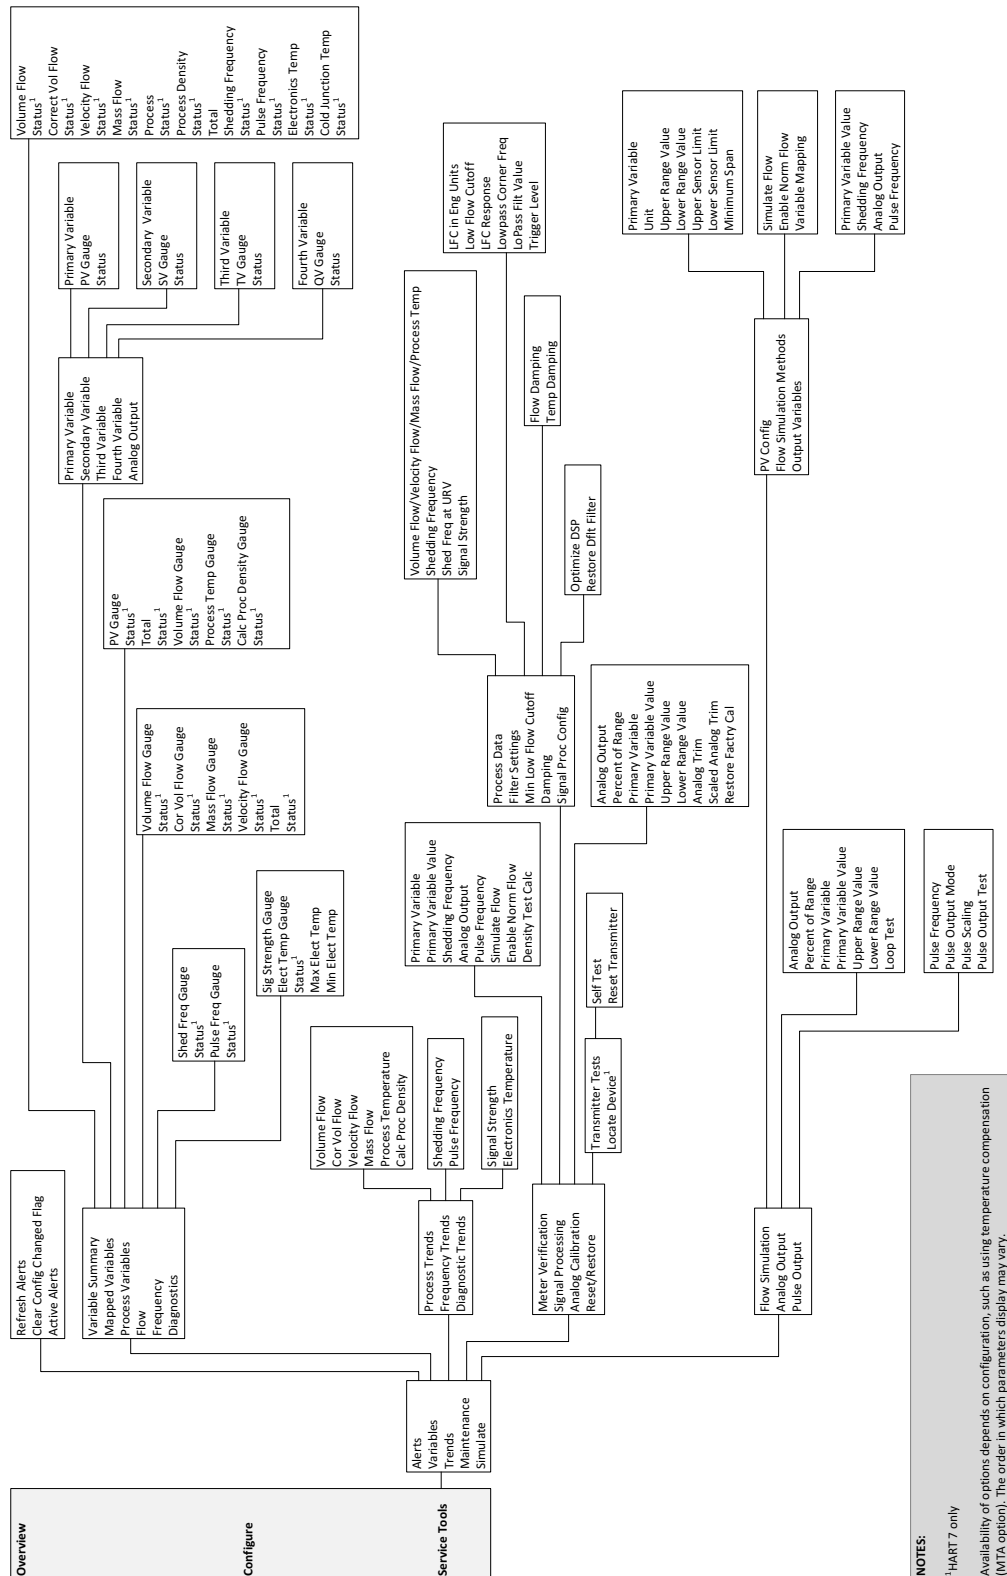 Overview
Configure
Service Tools
Alerts
Variables
Trends
Maintenance
Simulate
Refresh Alerts
Clear Config Changed Flag
Active Alerts
Variable Summary
Mapped Variables
Process Variables
Flow
Frequency
Diagnostics
Volume Flow
Status¹
Correct Vol Flow
Status¹
Velocity Flow
Status¹
Mass Flow
Status¹
Process
Status¹
Process Density
Status¹
Total
Shedding Frequency
Status¹
Pulse Frequency
Status¹
Electronics Temp
Status¹
Cold Junction Temp
Status¹
Primary Variable
Secondary Variable
Third Variable
Fourth Variable
Analog Output
Primary Variable
PV Gauge
Status
Secondary Variable
SV Gauge
Status
Third Variable
TV Gauge
Status
Fourth Variable
QV Gauge
Status
PV Gauge
Status¹
Total
Status¹
Volume Flow Gauge
Status¹
Process Temp Gauge
Status¹
Calc Proc Density Gauge
Status¹
Volume Flow Gauge
Status¹
Cor Vol Flow Gauge
Status¹
Mass Flow Gauge
Status¹
Velocity Flow Gauge
Status¹
Total
Status¹
Shed Freq Gauge
Status¹
Pulse Freq Gauge
Status¹
Sig Strength Gauge
Elect Temp Gauge
Status¹
Max Elect Temp
Min Elect Temp
Process Trends
Frequency Trends
Diagnostic Trends
Volume Flow
Cor Vol Flow
Velocity Flow
Mass Flow
Process Temperature
Calc Proc Density
Shedding Frequency
Pulse Frequency
Signal Strength
Electronics Temperature
Meter Verification
Signal Processing
Analog Calibration
Reset/Restore
Primary Variable
Primary Variable Value
Shedding Frequency
Analog Output
Pulse Frequency
Simulate Flow
Enable Norm Flow
Density Test Calc
Process Data
Filter Settings
Min Low Flow Cutoff
Damping
Signal Proc Config
Volume Flow/Velocity Flow/Mass Flow/Process Temp
Shedding Frequency
Shed Freq at URV
Signal Strength
LFC in Eng Units
Low Flow Cutoff
LFC Response
Lowpass Corner Freq
LoPass Filt Value
Trigger Level
Flow Damping
Temp Damping
Optimize DSP
Restore Dflt Filter
Analog Output
Percent of Range
Primary Variable
Primary Variable Value
Upper Range Value
Lower Range Value
Analog Trim
Scaled Analog Trim
Restore Factry Cal
Transmitter Tests
Locate Device¹
Self Test
Reset Transmitter
Flow Simulation
Analog Output
Pulse Output
PV Config
Flow Simulation Methods
Output Variables
Primary Variable
Unit
Upper Range Value
Lower Range Value
Upper Sensor Limit
Lower Sensor Limit
Minimum Span
Simulate Flow
Enable Norm Flow
Variable Mapping
Primary Variable Value
Shedding Frequency
Analog Output
Pulse Frequency
Analog Output
Percent of Range
Primary Variable
Primary Variable Value
Upper Range Value
Lower Range Value
Loop Test
Pulse Frequency
Pulse Output Mode
Pulse Scaling
Pulse Output Test
NOTES:
¹HART 7 only
Availability of options depends on configuration, such as using temperature compensation
(MTA option). The order in which parameters display may vary.